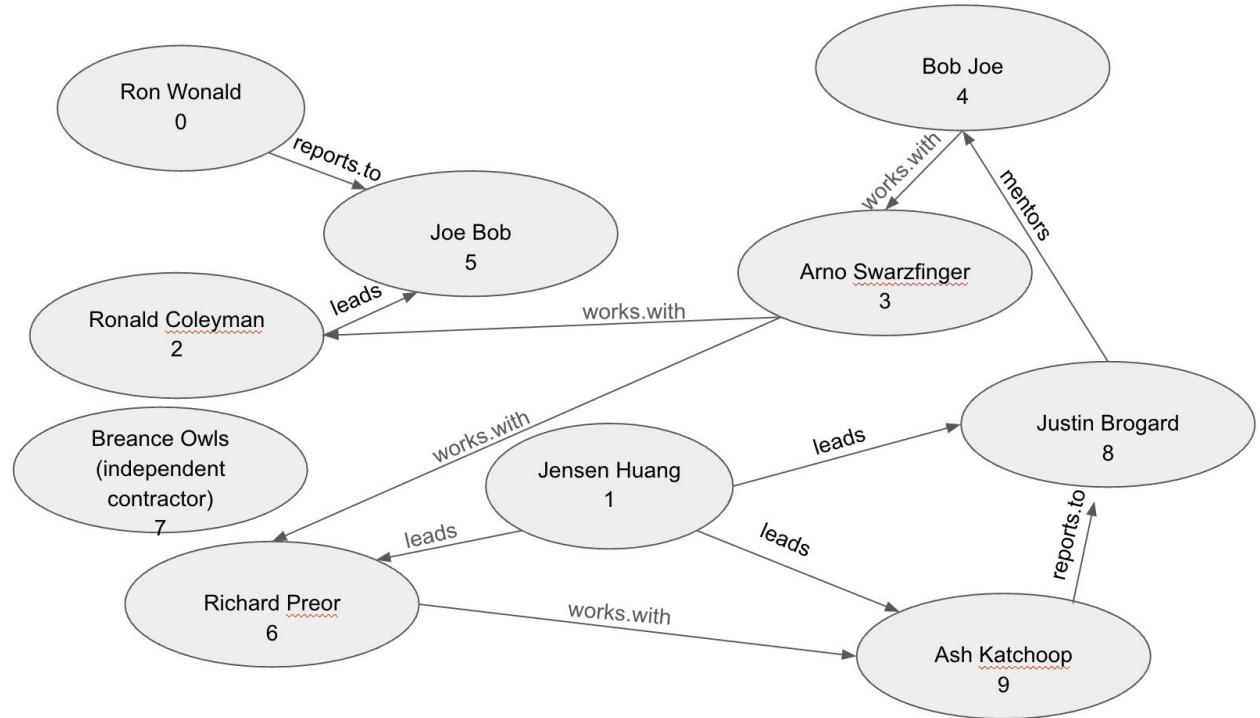 Bob Joe
4
Ron Wonald
0
reports.to
works.with
mentors
Joe Bob
5
Arno Swarzfinger
3
leads
works.with
Ronald Coleyman
2
Breance Owls
(independent
contractor)
7
works.with
Jensen Huang
1
leads
Justin Brogard
8
leads
leads
reports.to
Richard Preor
6
works.with
Ash Katchoop
9